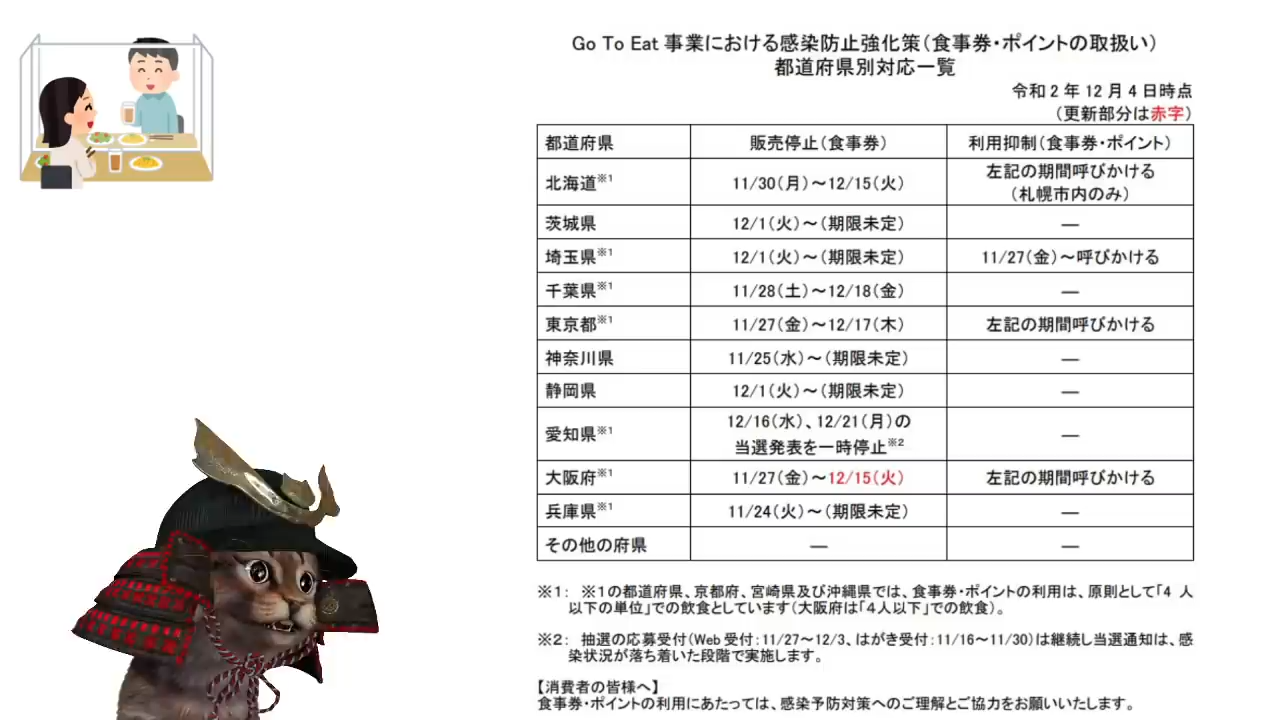 Go To Eat 事業における感染防止強化策(食事券・ポイントの取扱い)
都道府県別対応一覧
令和2年12月4日時点
(更新部分は赤字)
都道府県 販売停止(食事券) 利用抑制(食事券・ポイント)
北海道※1 11/30(月)~12/15(火) 左記の期間呼びかける
(札幌市内のみ)
茨城県 12/1(火)~(期限未定) ―
埼玉県※1 12/1(火)~(期限未定) 11/27(金)~呼びかける
千葉県※1 11/28(土)~12/18(金) ―
東京都※1 11/27(金)~12/17(木) 左記の期間呼びかける
神奈川県 11/25(水)~(期限未定) ―
静岡県 12/1(火)~(期限未定) ―
愛知県※1 12/16(水)、12/21(月)の
当選発表を一時停止※2 ―
大阪府※1 11/27(金)~12/15(火) 左記の期間呼びかける
兵庫県※1 11/24(火)~(期限未定) ―
その他の府県 ― ―
※1: ※1の都道府県、京都府、宮崎県及び沖縄県では、食事券・ポイントの利用は、原則として「4 人
以下の単位」での飲食としています(大阪府は「4人以下」での飲食)。
※2: 抽選の応募受付(Web 受付:11/27~12/3、はがき受付:11/16~11/30)は継続し当選通知は、感
染状況が落ち着いた段階で実施します。
【消費者の皆様へ】
食事券・ポイントの利用にあたっては、感染予防対策へのご理解とご協力をお願いいたします。